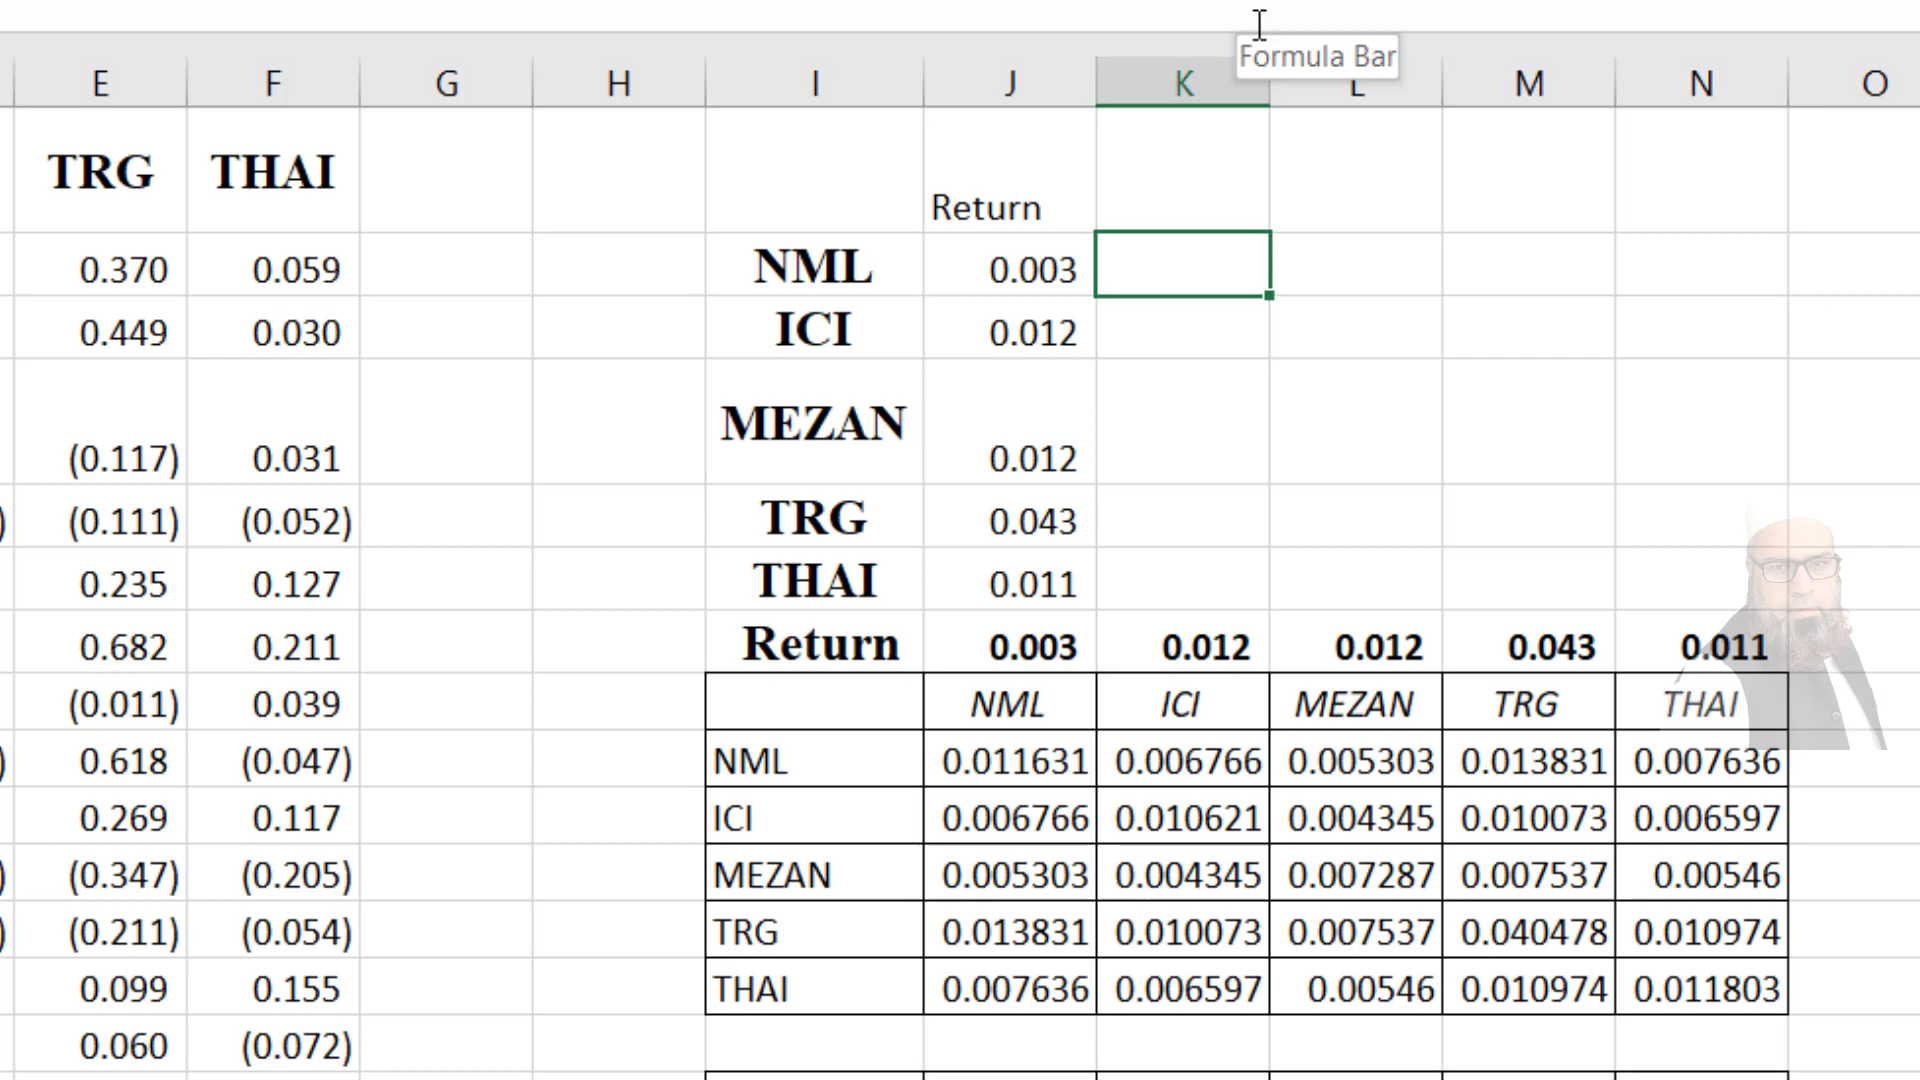 Formula Bar
E F G H I J K L M N O
TRG THAI
Return
0.370 0.059 NML 0.003
0.449 0.030 ICI 0.012
MEZAN
(0.117) 0.031 0.012
) (0.111) (0.052) TRG 0.043
0.235 0.127 THAI 0.011
0.682 0.211 Return 0.003 0.012 0.012 0.043 0.011
(0.011) 0.039 NML ICI MEZAN TRG THAI
) 0.618 (0.047) NML 0.011631 0.006766 0.005303 0.013831 0.007636
0.269 0.117 ICI 0.006766 0.010621 0.004345 0.010073 0.006597
) (0.347) (0.205) MEZAN 0.005303 0.004345 0.007287 0.007537 0.00546
) (0.211) (0.054) TRG 0.013831 0.010073 0.007537 0.040478 0.010974
0.099 0.155 THAI 0.007636 0.006597 0.00546 0.010974 0.011803
0.060 (0.072)